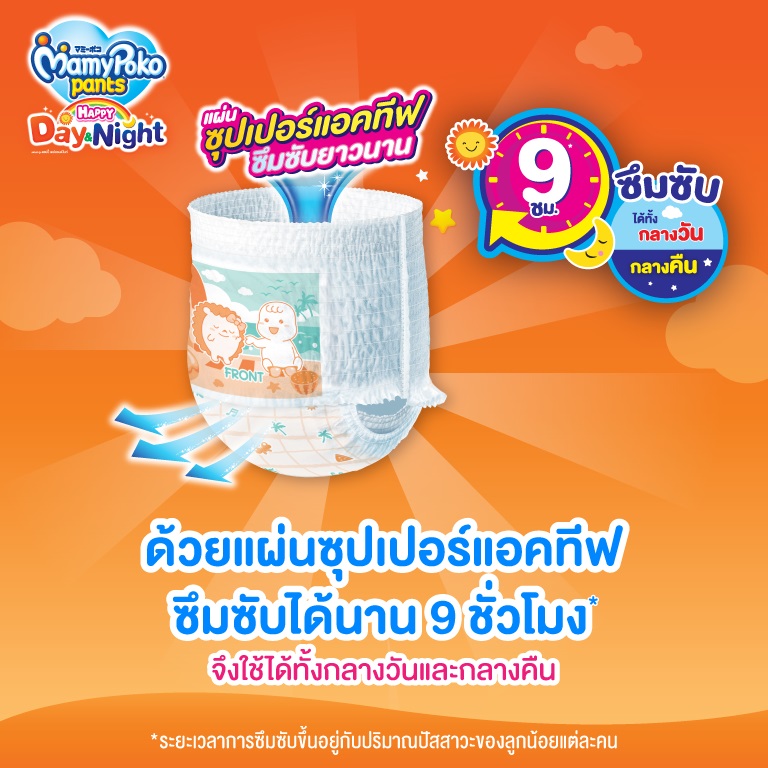 マミーポコ
MamyPoko
pants
HAPPY
Day & Night
แผ่น
ซุปเปอร์แอคทีฟ
ซึมซับยาวนาน
9
ชม.
ซึมซับ
ได้ทั้ง
กลางวัน
กลางคืน
FRONT
ด้วยแผ่นซุปเปอร์แอคทีฟ
ซึมซับได้นาน 9 ชั่วโมง*
จึงใช้ได้ทั้งกลางวันและกลางคืน
*ระยะเวลาการซึมซับขึ้นอยู่กับปริมาณปัสสาวะของลูกน้อยแต่ละคน